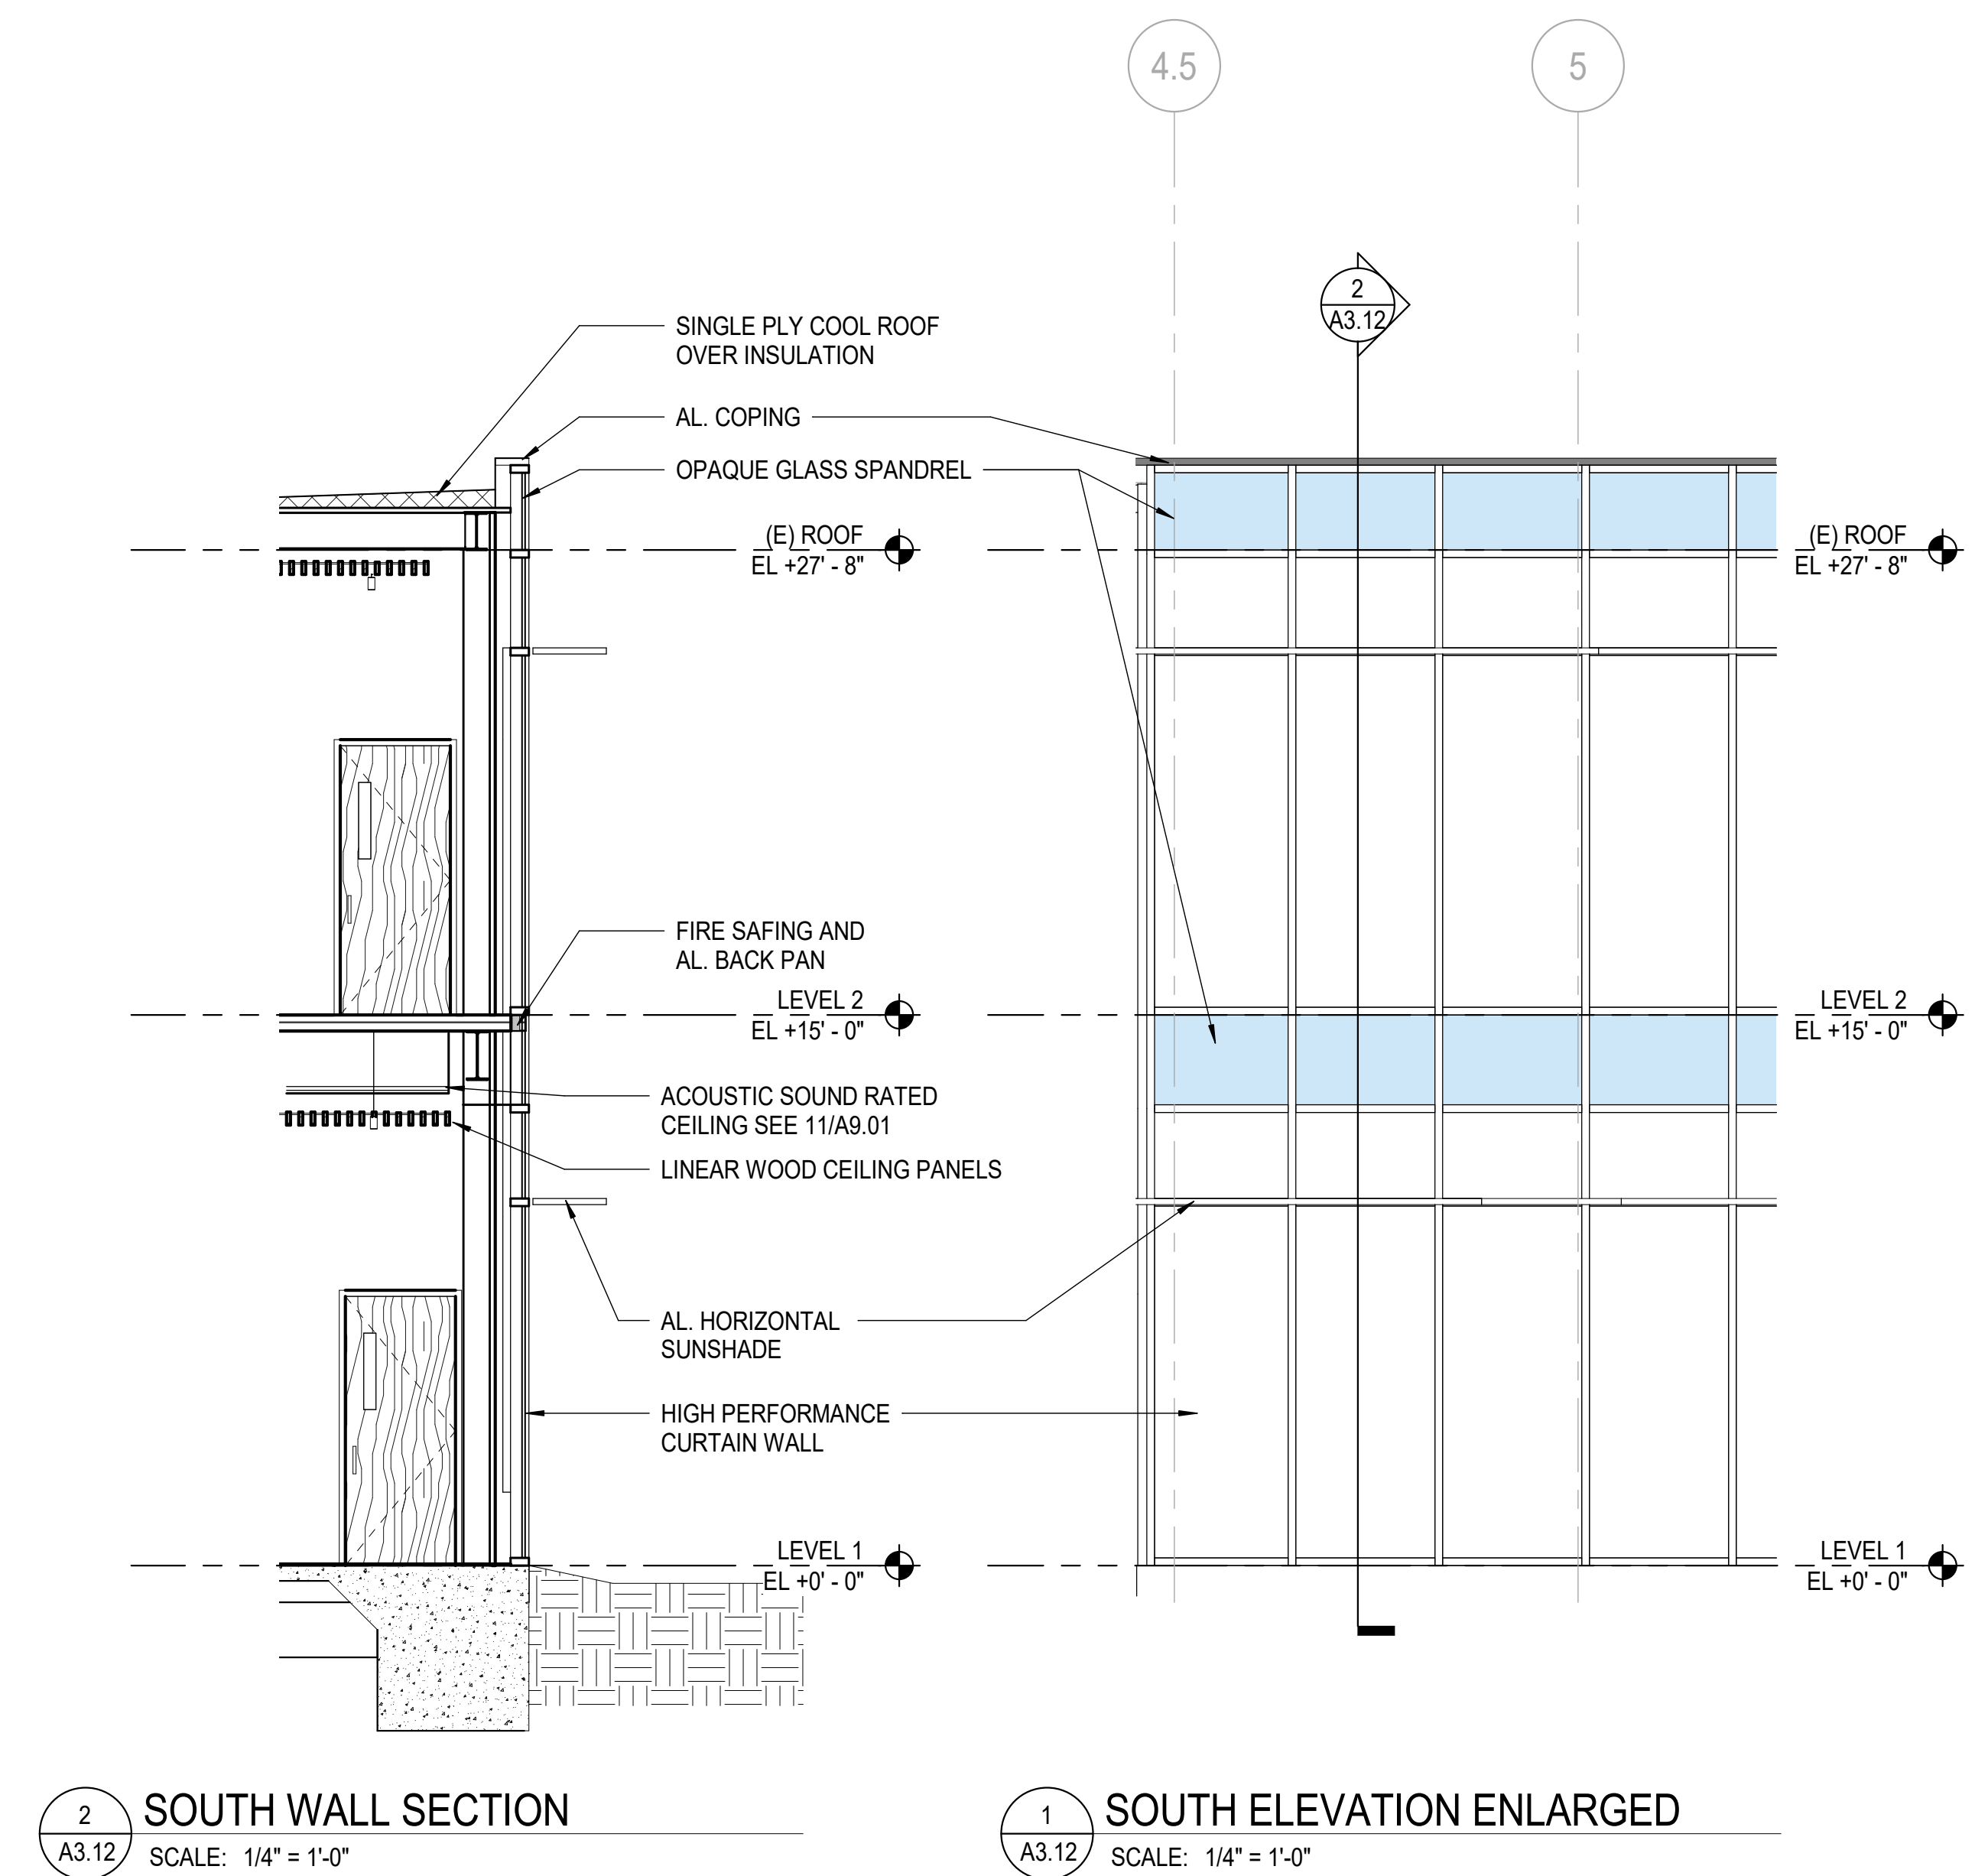 4.5
5
2
A3.12
SINGLE PLY COOL ROOF
OVER INSULATION
AL. COPING
OPAQUE GLASS SPANDREL
(E) ROOF
EL +27' - 8"
(E) ROOF
EL +27' - 8"
FIRE SAFING AND
AL. BACK PAN
LEVEL 2
EL +15' - 0"
LEVEL 2
EL +15' - 0"
ACOUSTIC SOUND RATED
CEILING SEE 11/A9.01
LINEAR WOOD CEILING PANELS
AL. HORIZONTAL
SUNSHADE
HIGH PERFORMANCE
CURTAIN WALL
LEVEL 1
EL +0' - 0"
LEVEL 1
EL +0' - 0"
2
A3.12
SOUTH WALL SECTION
SCALE: 1/4" = 1'-0"
1
A3.12
SOUTH ELEVATION ENLARGED
SCALE: 1/4" = 1'-0"